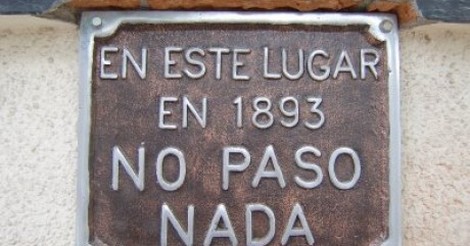 EN ESTE LUGAR
EN 1893
NO PASO
NADA